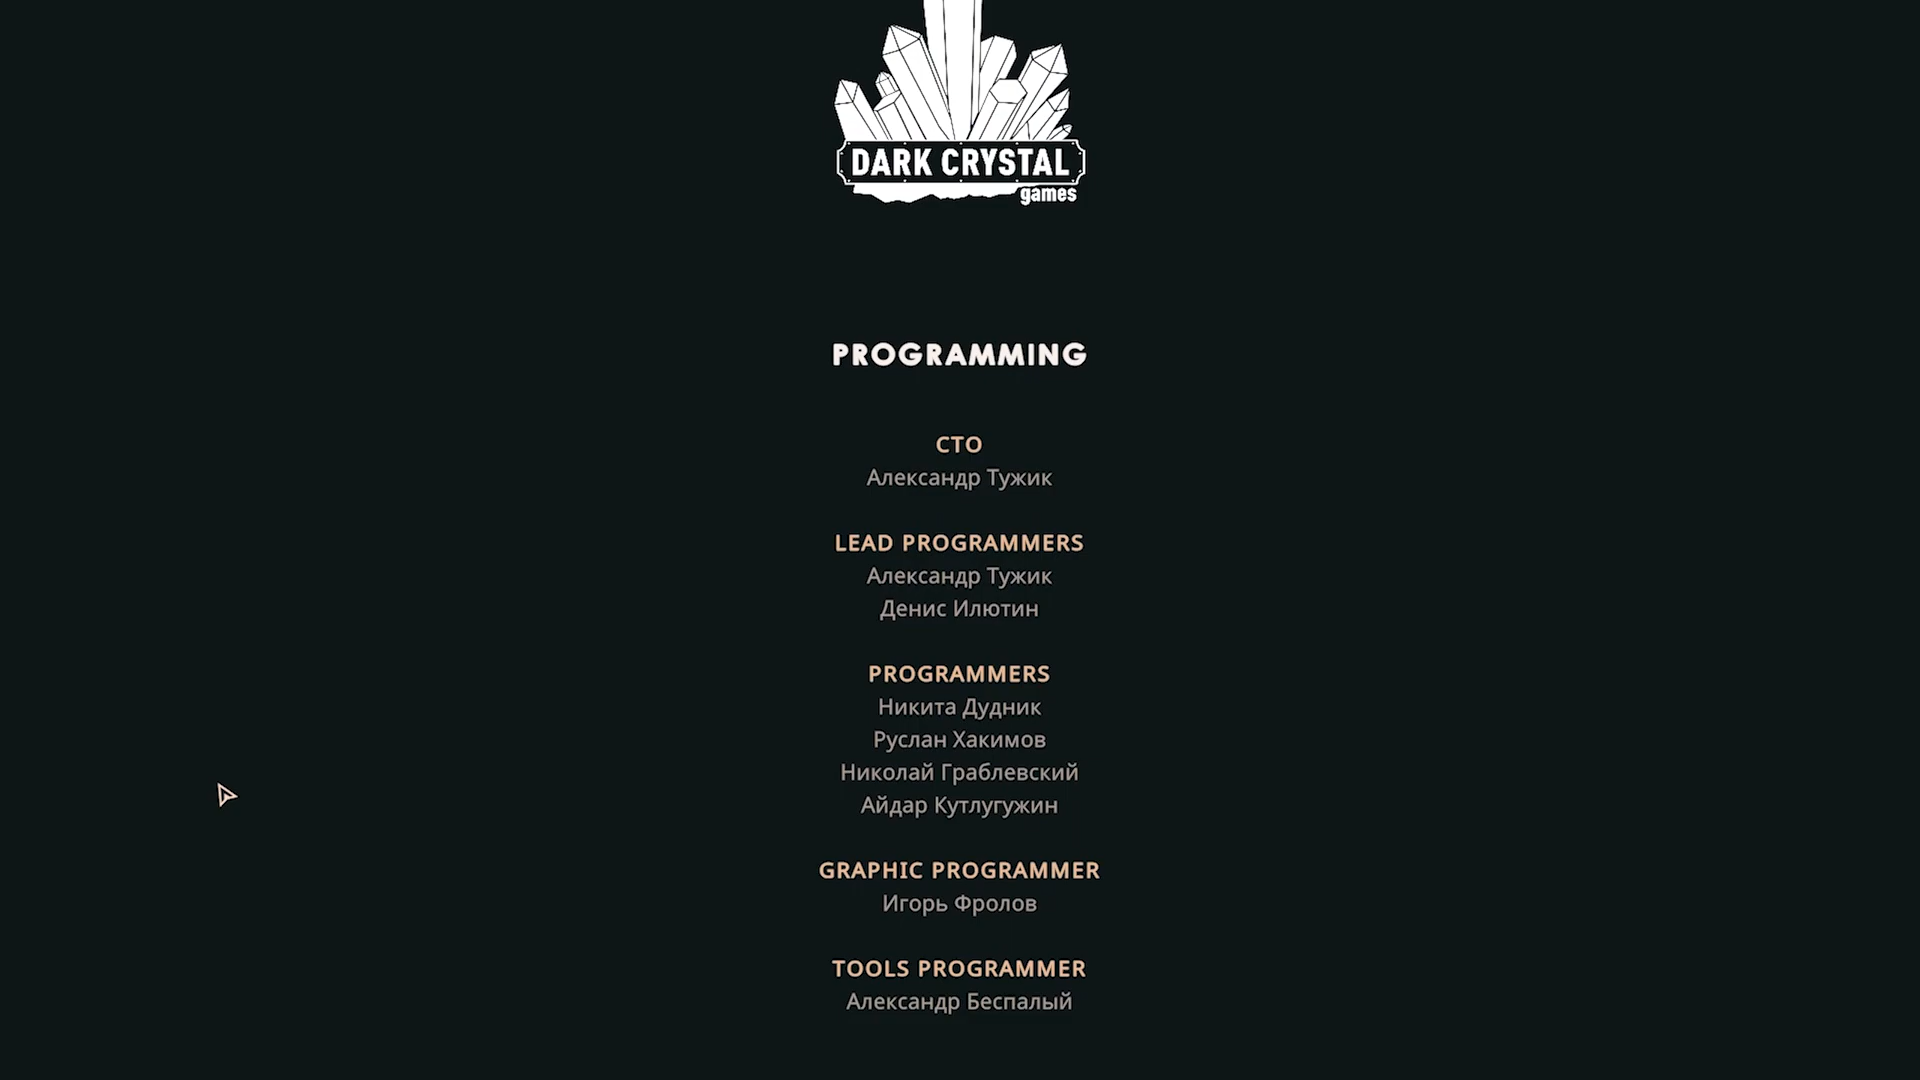 DARK CRYSTAL
games
PROGRAMMING
CTO
Александр Тужик
LEAD PROGRAMMERS
Александр Тужик
Денис Илютин
PROGRAMMERS
Никита Дудник
Руслан Хакимов
Николай Граблевский
Айдар Кутлугужин
GRAPHIC PROGRAMMER
Игорь Фролов
TOOLS PROGRAMMER
Александр Беспалый